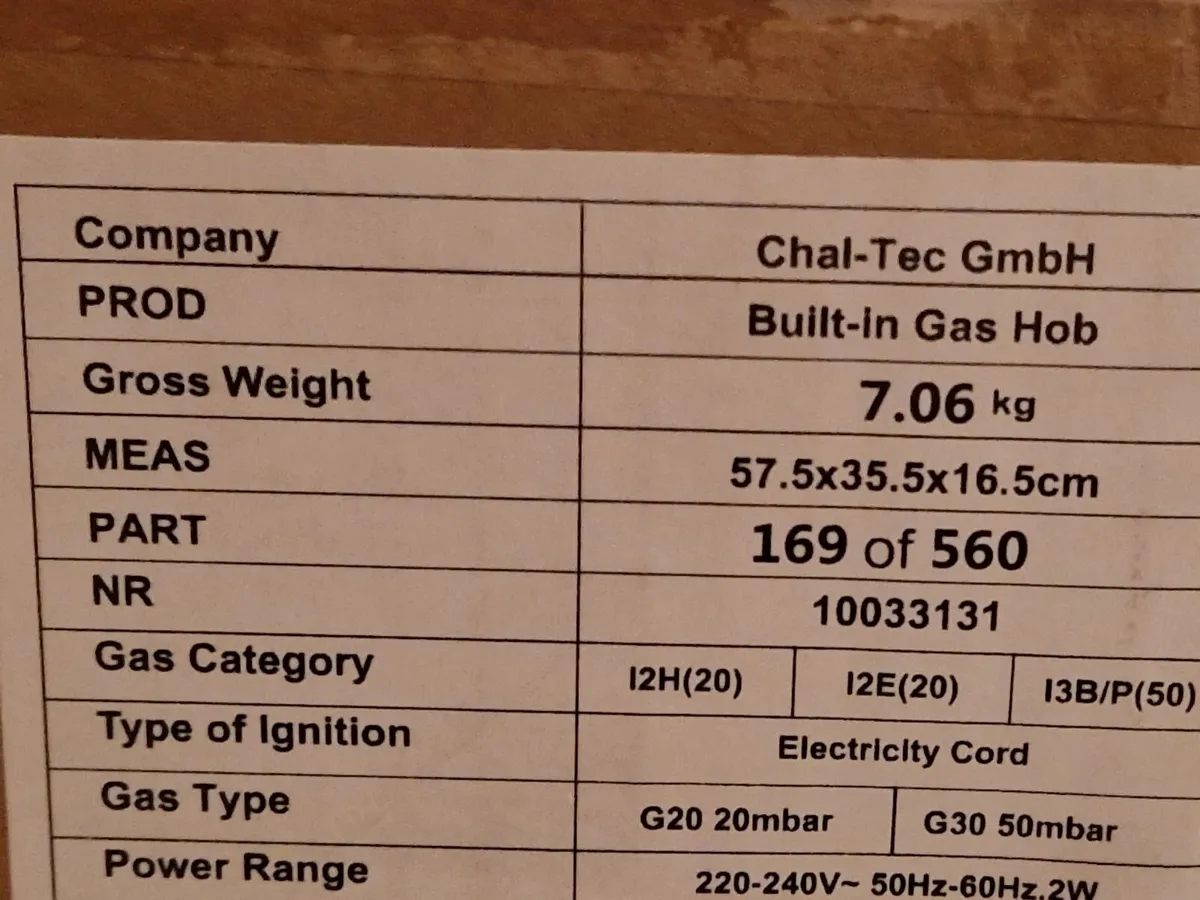 Company Chal-Tec GmbH
PROD Built-in Gas Hob
Gross Weight 7.06 kg
MEAS 57.5x35.5x16.5cm
PART 169 of 560
NR 10033131
Gas Category I2H(20) I2E(20) I3B/P(50)
Type of Ignition Electricity Cord
Gas Type G20 20mbar G30 50mbar
Power Range 220-240V~ 50Hz-60Hz,2W